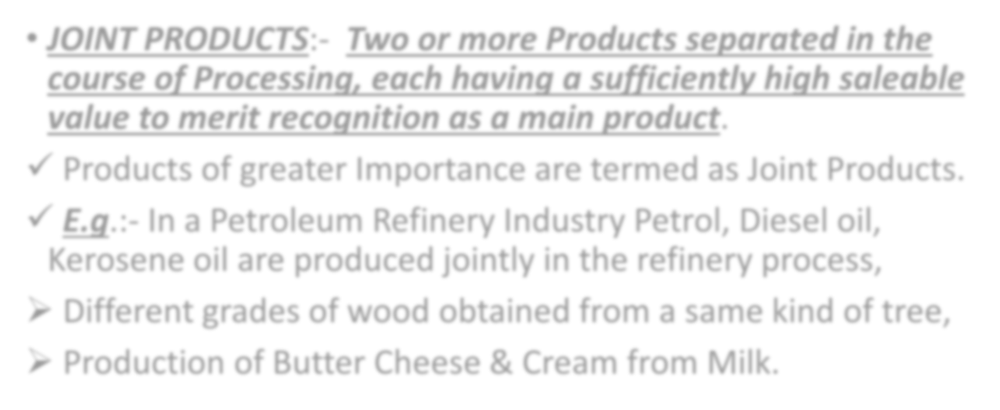 • JOINT PRODUCTS:- Two or more Products separated in the
course of Processing, each having a sufficiently high saleable
value to merit recognition as a main product.
✓ Products of greater Importance are termed as Joint Products.
✓ E.g.:- In a Petroleum Refinery Industry Petrol, Diesel oil,
Kerosene oil are produced jointly in the refinery process,
➢ Different grades of wood obtained from a same kind of tree,
➢ Production of Butter Cheese & Cream from Milk.